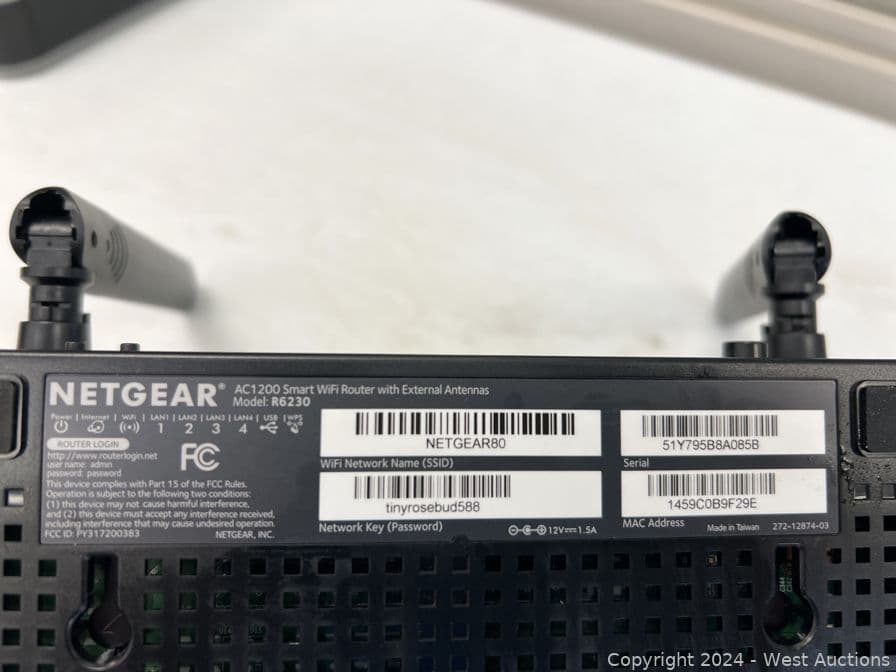 NETGEAR® AC1200 Smart WiFi Router with External Antennas
Model: R6230
Power | Internet | WiFi | LAN1 | LAN2 | LAN3 | LAN4 | USB | WPS
1 2 3 4
ROUTER LOGIN
http://www.routerlogin.net
user name: admin
password: password
FC
This device complies with Part 15 of the FCC Rules.
Operation is subject to the following two conditions:
(1) this device may not cause harmful interference,
and (2) this device must accept any interference received,
including interference that may cause undesired operation.
FCC ID: PY317200383 NETGEAR, INC.
NETGEAR80
WiFi Network Name (SSID)
tinyrosebud588
Network Key (Password)
12V⎓1.5A
51Y795B8A085B
Serial
1459C0B9F29E
MAC Address
Made in Taiwan 272-12874-03
Copyright 2024 - West Auctions